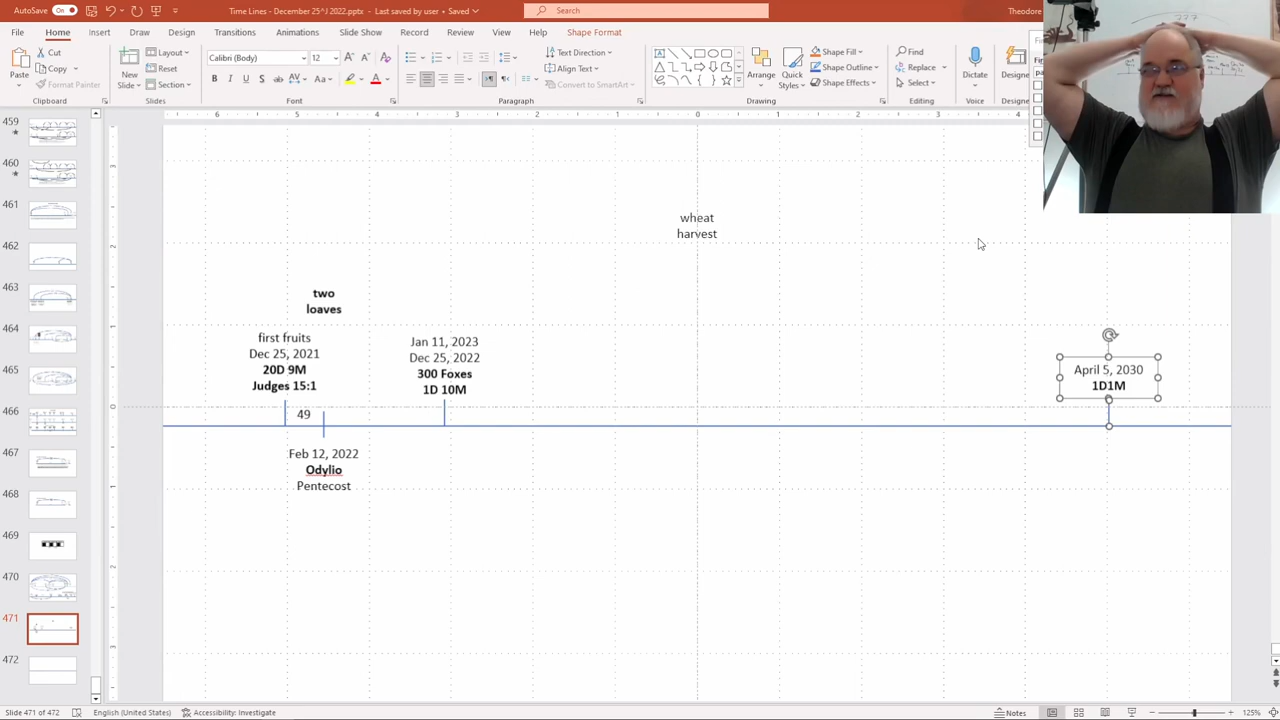 AutoSave On
Time Lines - December 25^J 2022.pptx - Last saved by user • Saved
Search
Theodore
File Home Insert Draw Design Transitions Animations Slide Show Record Review View Help Shape Format
Paste
Cut
Copy
Format Painter
Clipboard
New Slide
Layout
Reset
Section
Slides
Calibri (Body) 12
Font
Text Direction
Align Text
Convert to SmartArt
Paragraph
Arrange
Quick Styles
Shape Fill
Shape Outline
Shape Effects
Drawing
Find
Replace
Select
Editing
Dictate
Voice
Designer
459
460
463
464
465
466
467
468
469
470
471
472
wheat
harvest
two
loaves
first fruits
Dec 25, 2021
20D 9M
Judges 15:1
Jan 11, 2023
Dec 25, 2022
300 Foxes
1D 10M
April 5, 2030
1D1M
49
Feb 12, 2022
Odylio
Pentecost
Slide 471 of 472 English (United States) Accessibility: Investigate Notes 125%